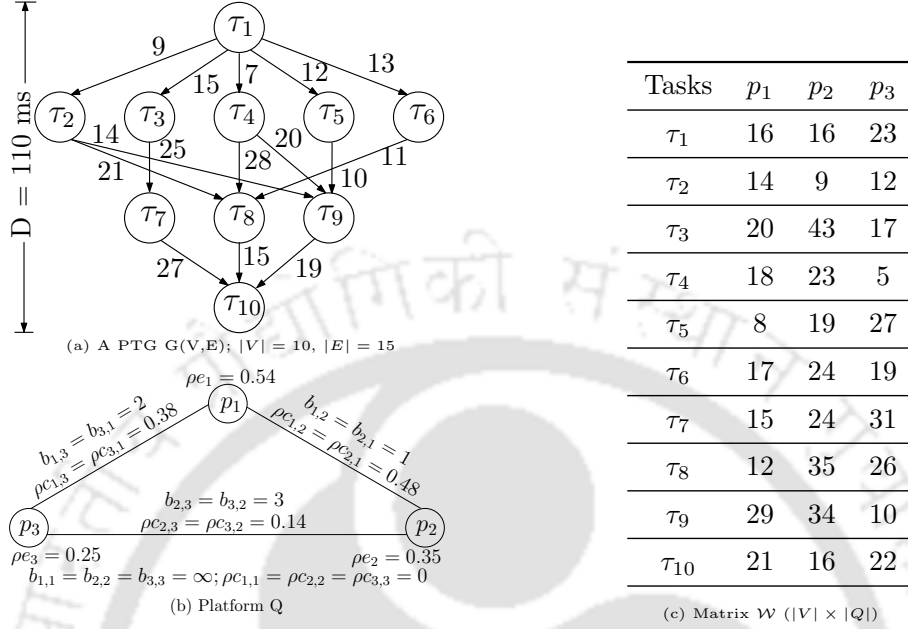 τ1
9
15
7
12
13
D = 110 ms
τ2
τ3
τ4
τ5
τ6
14
25
21
28
20
10
11
τ7
τ8
τ9
27
15
19
τ10
(a) A PTG G(V,E); |V| = 10, |E| = 15
ρe1 = 0.54
p1
b1,3 = b3,1 = 2
ρc1,3 = ρc3,1 = 0.38
b1,2 = b2,1 = 1
ρc1,2 = ρc2,1 = 0.48
b2,3 = b3,2 = 3
ρc2,3 = ρc3,2 = 0.14
p3
p2
ρe3 = 0.25
ρe2 = 0.35
b1,1 = b2,2 = b3,3 = ∞; ρc1,1 = ρc2,2 = ρc3,3 = 0
(b) Platform Q
Tasks p1 p2 p3
τ1 16 16 23
τ2 14 9 12
τ3 20 43 17
τ4 18 23 5
τ5 8 19 27
τ6 17 24 19
τ7 15 24 31
τ8 12 35 26
τ9 29 34 10
τ10 21 16 22
(c) Matrix W (|V| × |Q|)